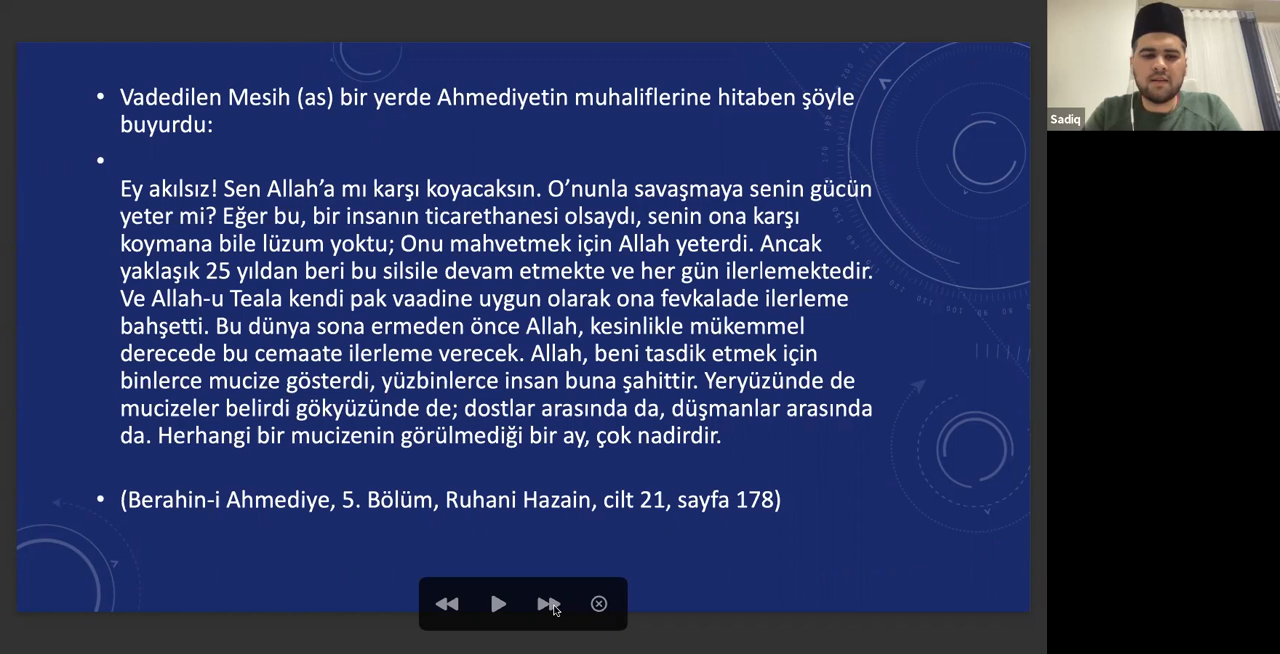 • Vadedilen Mesih (as) bir yerde Ahmediyetin muhaliflerine hitaben şöyle
buyurdu:
•
Ey akılsız! Sen Allah’a mı karşı koyacaksın. O’nunla savaşmaya senin gücün
yeter mi? Eğer bu, bir insanın ticarethanesi olsaydı, senin ona karşı
koymana bile lüzum yoktu; Onu mahvetmek için Allah yeterdi. Ancak
yaklaşık 25 yıldan beri bu silsile devam etmekte ve her gün ilerlemektedir.
Ve Allah-u Teala kendi pak vaadine uygun olarak ona fevkalade ilerleme
bahşetti. Bu dünya sona ermeden önce Allah, kesinlikle mükemmel
derecede bu cemaate ilerleme verecek. Allah, beni tasdik etmek için
binlerce mucize gösterdi, yüzbinlerce insan buna şahittir. Yeryüzünde de
mucizeler belirdi gökyüzünde de; dostlar arasında da, düşmanlar arasında
da. Herhangi bir mucizenin görülmediği bir ay, çok nadirdir.
• (Berahin-i Ahmediye, 5. Bölüm, Ruhani Hazain, cilt 21, sayfa 178)
Sadiq